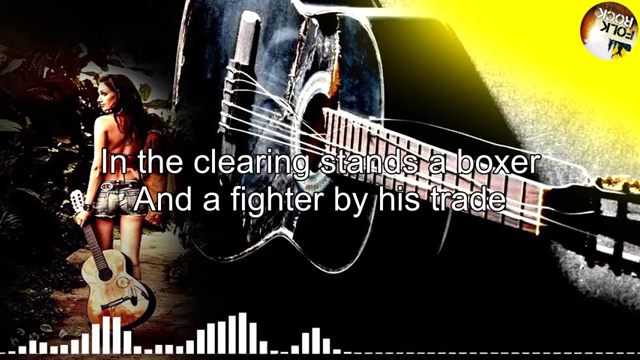 In the clearing stands a boxer
And a fighter by his trade
FOLK
ROCK